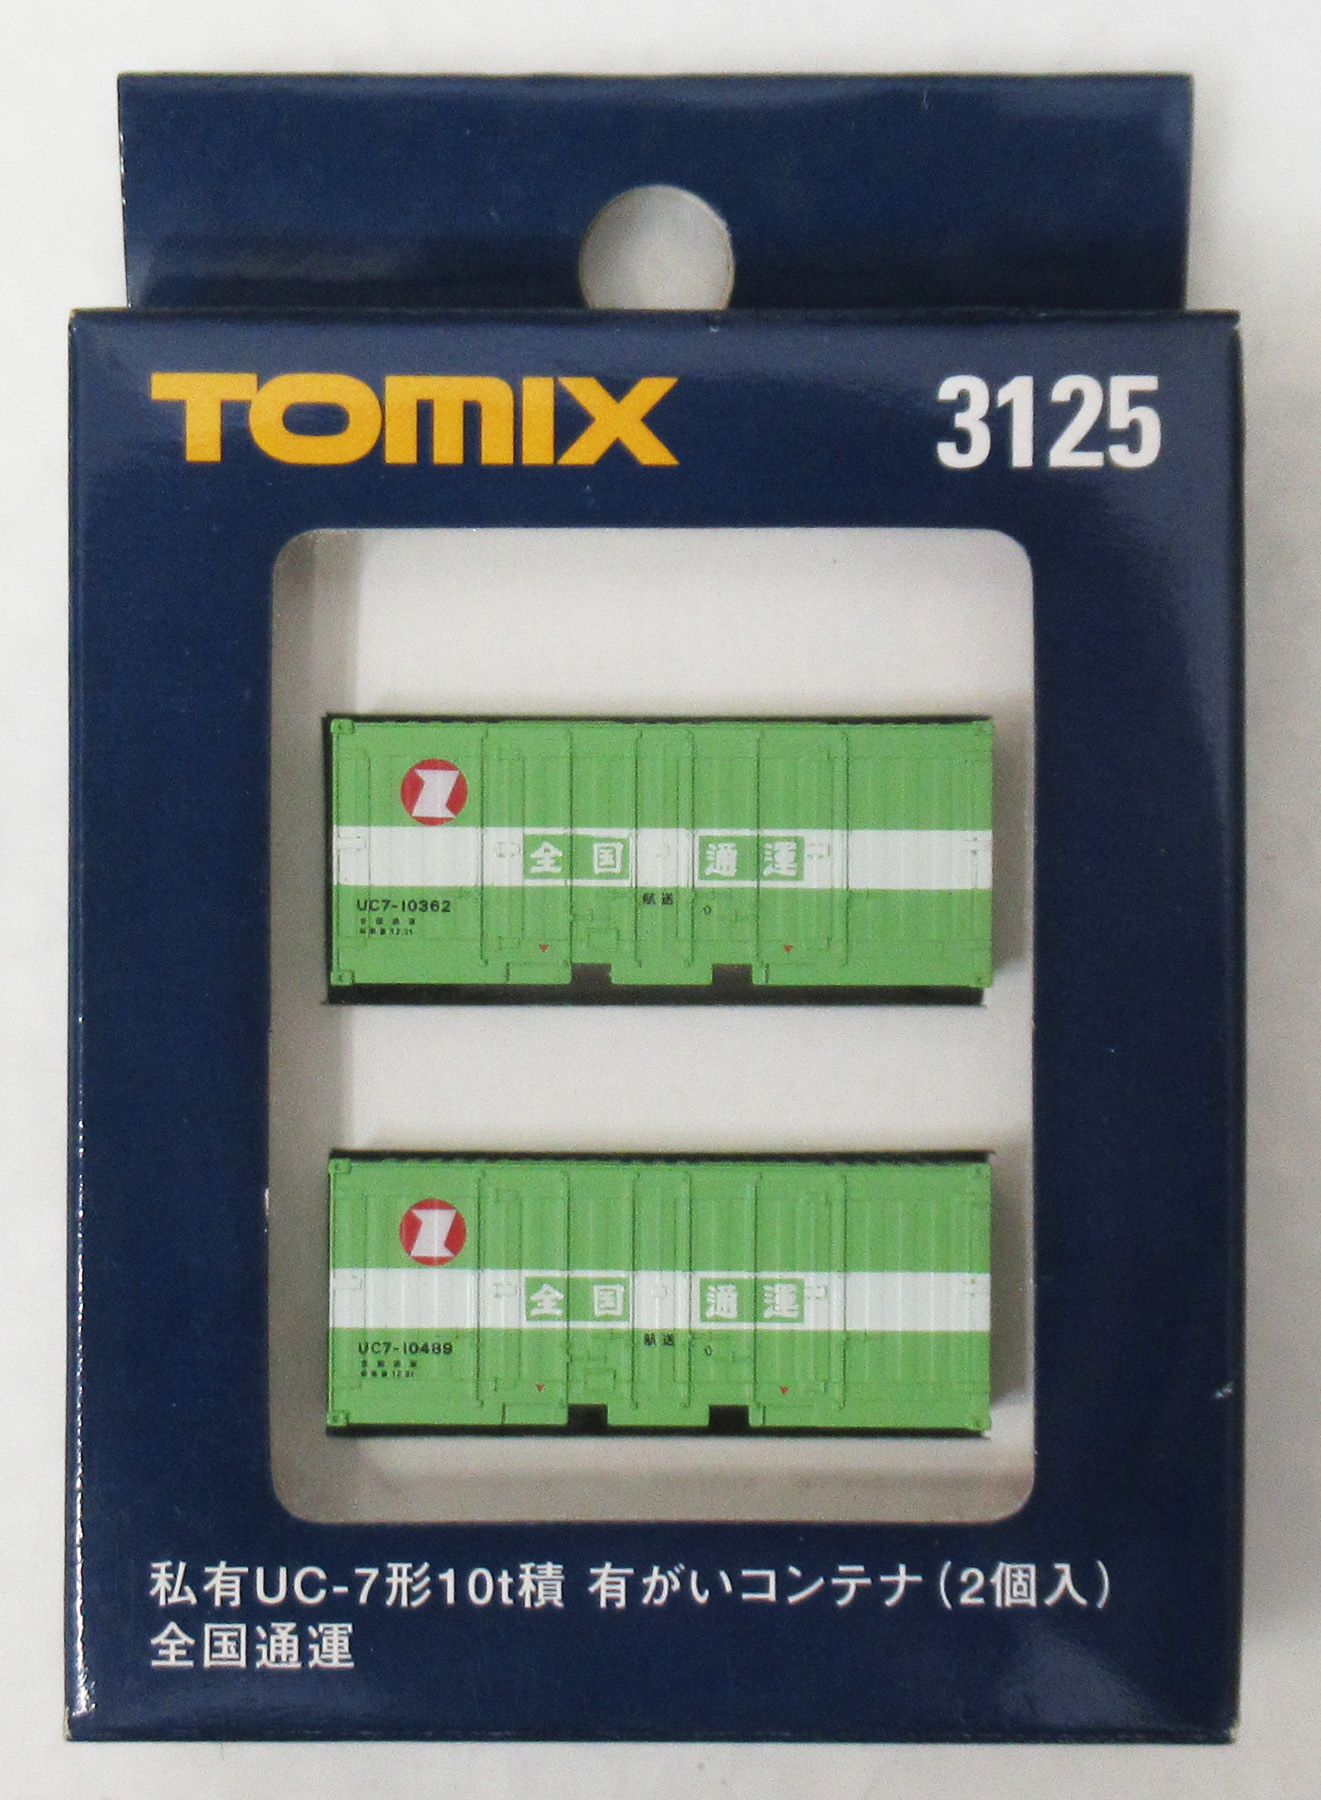 TOMIX
3125
全国通運
UC7-10362
航送
全国通運
UC7-10489
航送
私有UC-7形10t積 有がいコンテナ(2個入)
全国通運